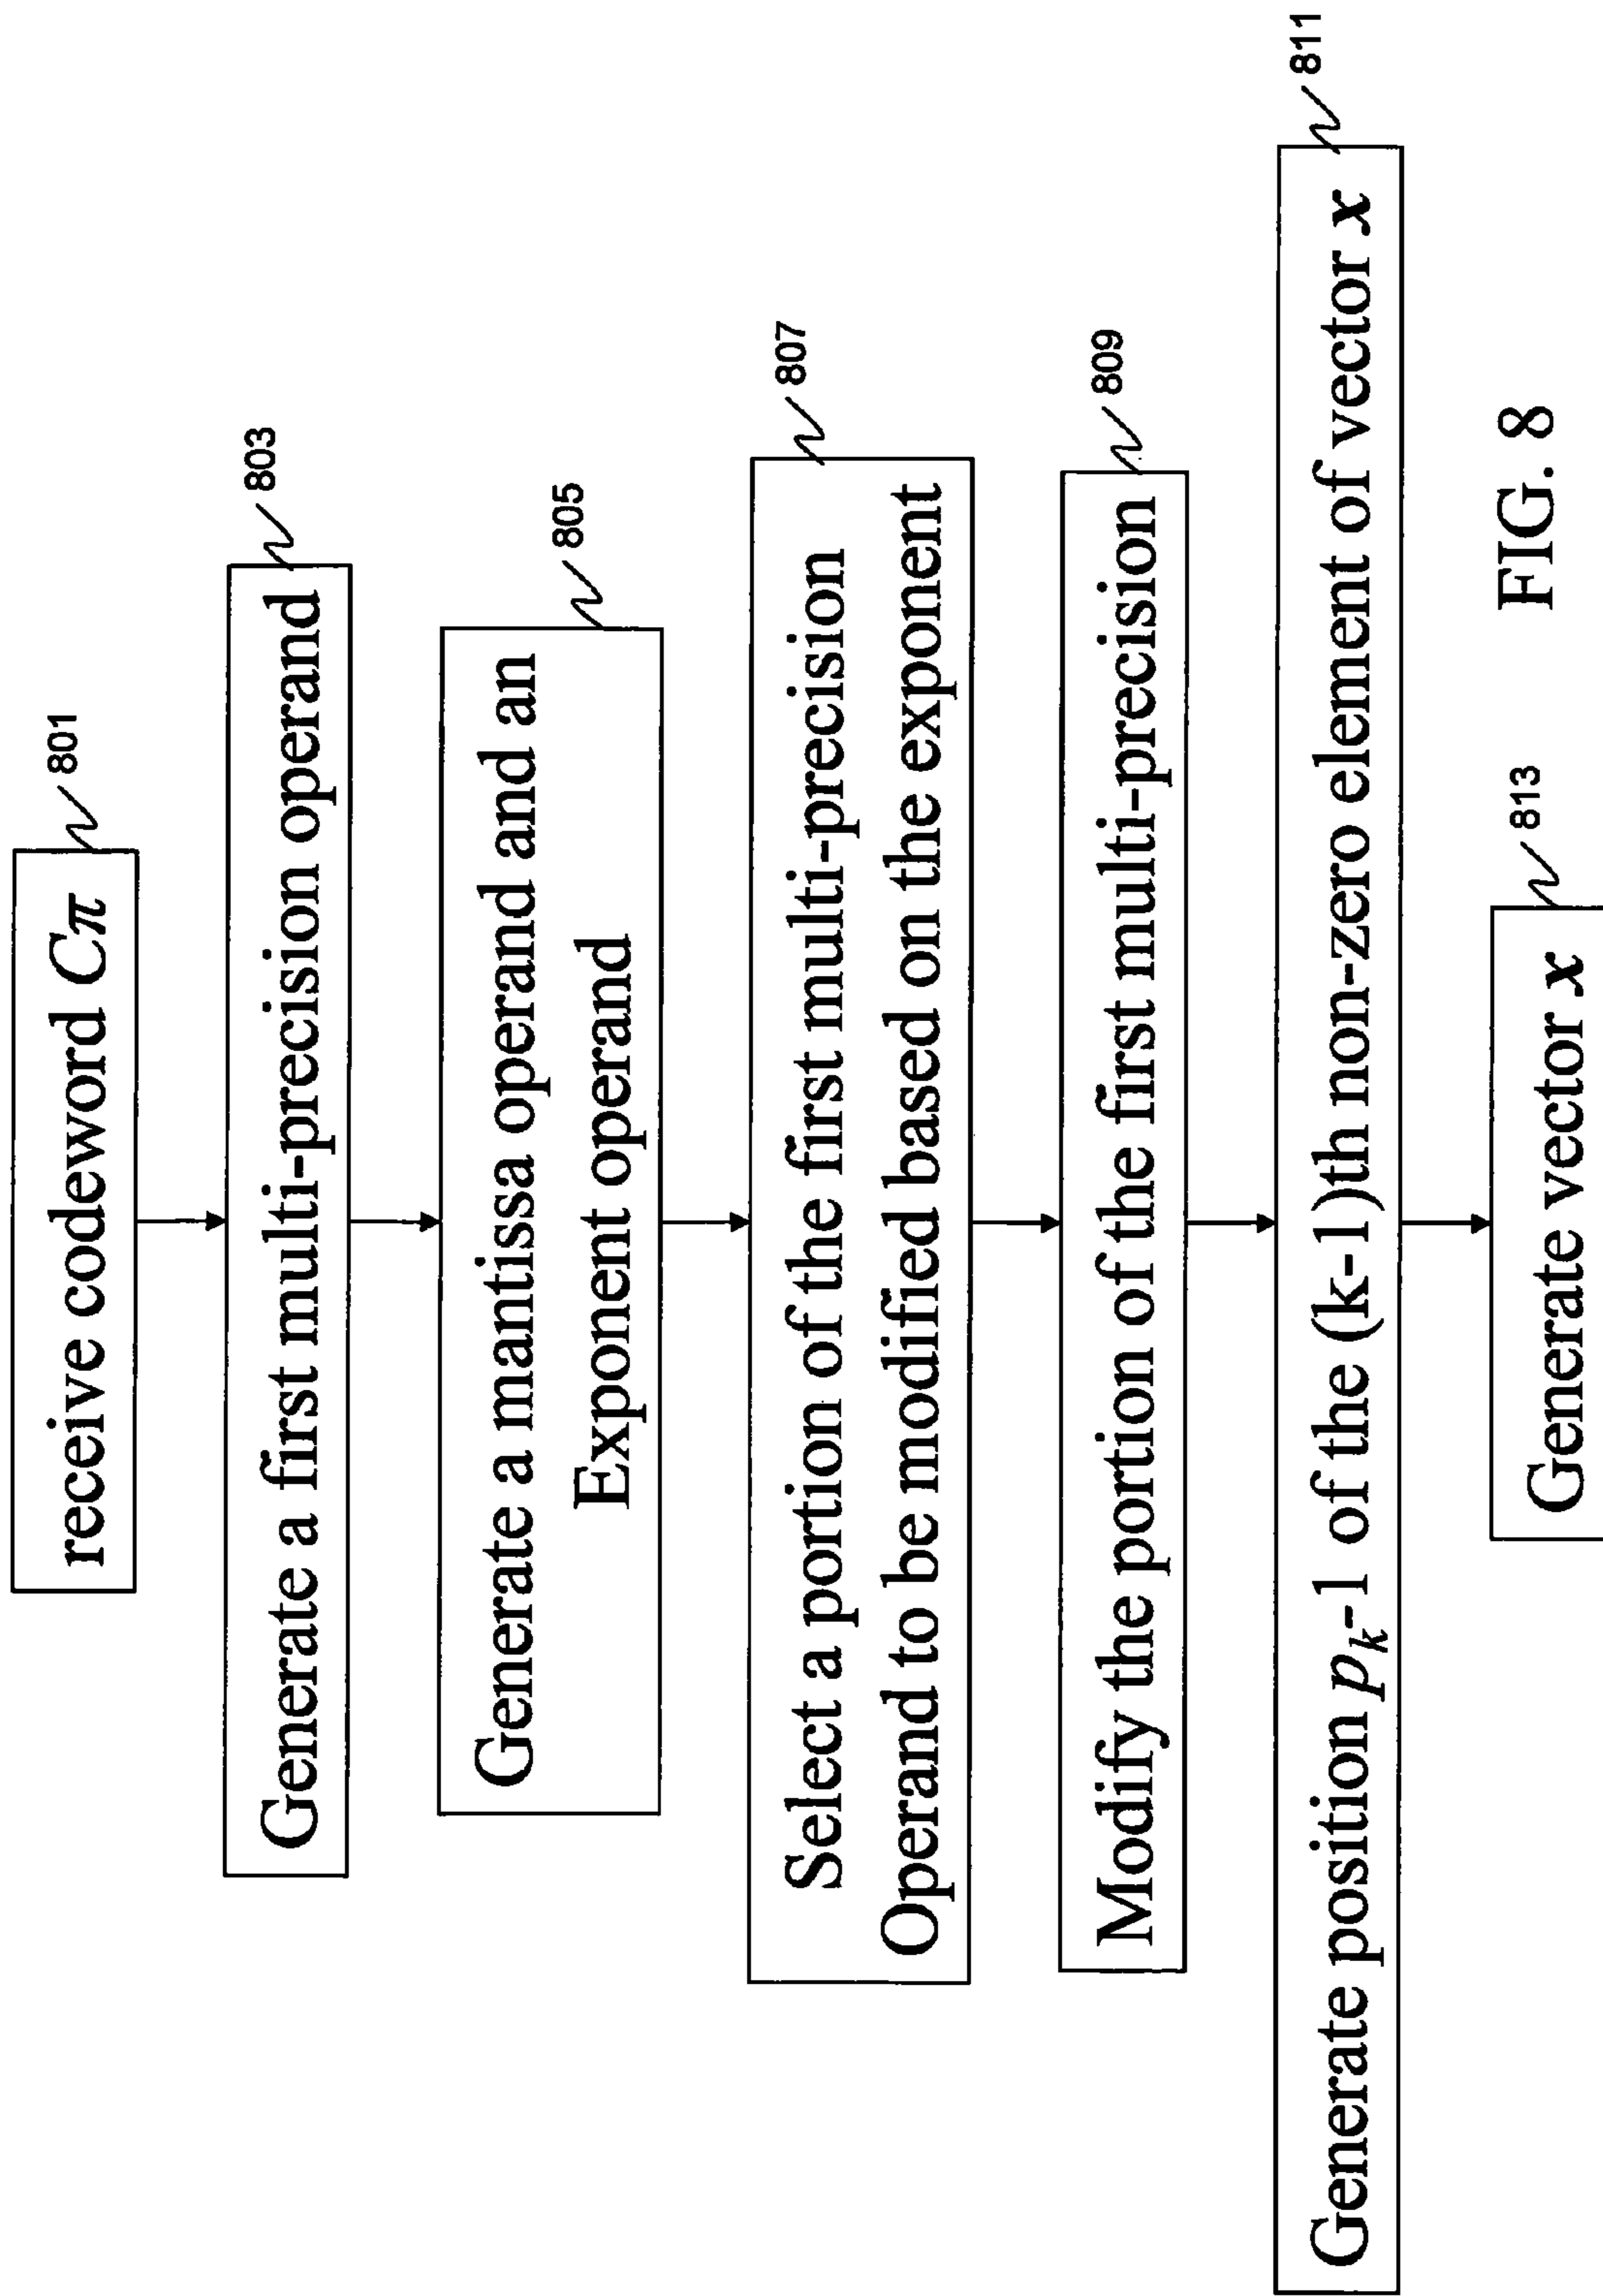 receive codeword Cπ
801
Generate a first multi-precision operand
803
Generate a mantissa operand and an
Exponent operand
805
Select a portion of the first multi-precision
Operand to be modified based on the exponent
807
Modify the portion of the first multi-precision
809
Generate position pk-1 of the (k-1)th non-zero element of vector x
811
Generate vector x
813
FIG. 8